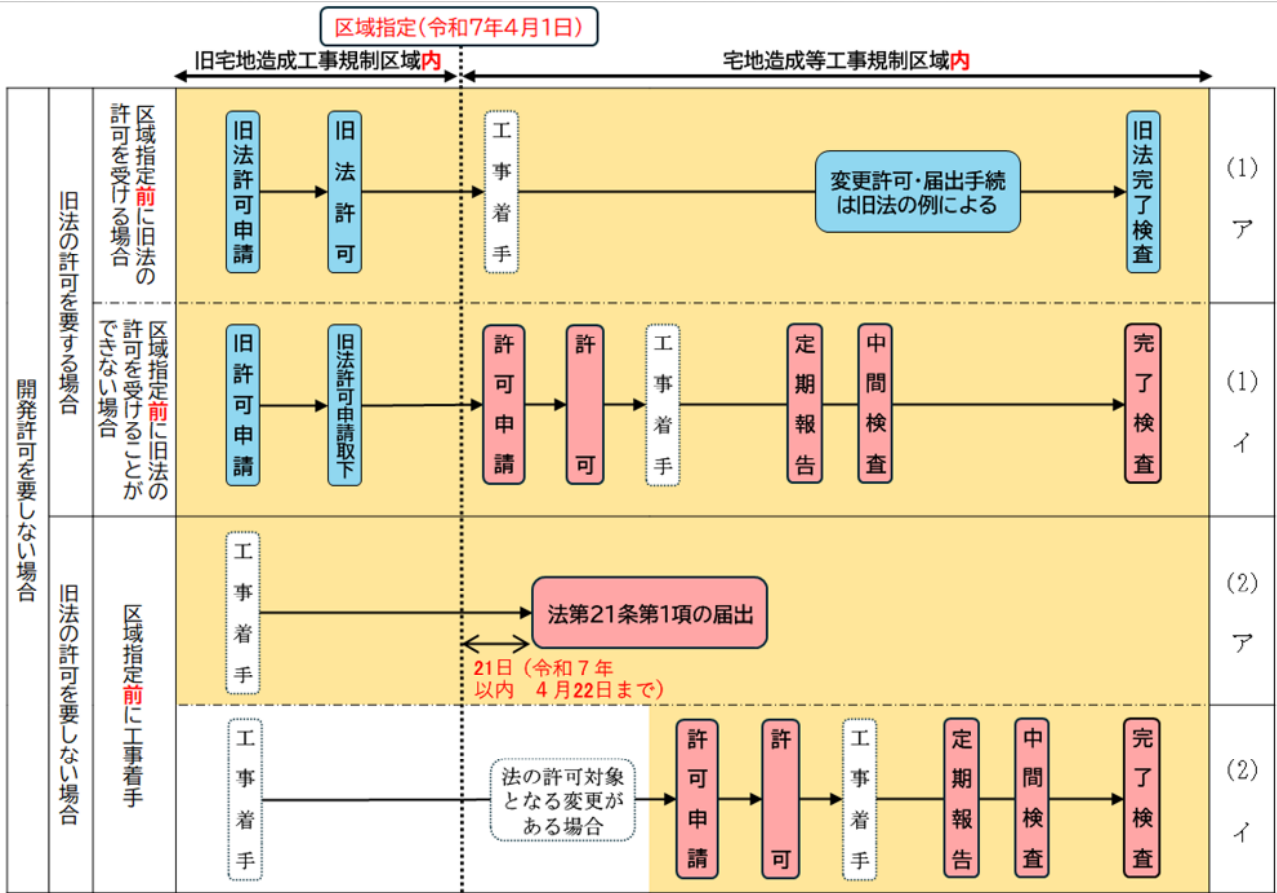 区域指定(令和7年4月1日)
旧宅地造成工事規制区域内
宅地造成等工事規制区域内
開発許可を要しない場合
旧法の許可を要する場合
区域指定前に旧法の
許可を受ける場合
旧法許可申請
旧法許可
工事着手
変更許可・届出手続
は旧法の例による
旧法完了検査
(1)
ア
区域指定前に旧法の
許可を受けることが
できない場合
旧許可申請
旧法許可申請取下
許可申請
許可
工事着手
定期報告
中間検査
完了検査
(1)
イ
旧法の許可を要しない場合
区域指定前に工事着手
工事着手
法第21条第1項の届出
21日(令和7年
以内 4月22日まで)
(2)
ア
工事着手
法の許可対象
となる変更が
ある場合
許可申請
許可
工事着手
定期報告
中間検査
完了検査
(2)
イ